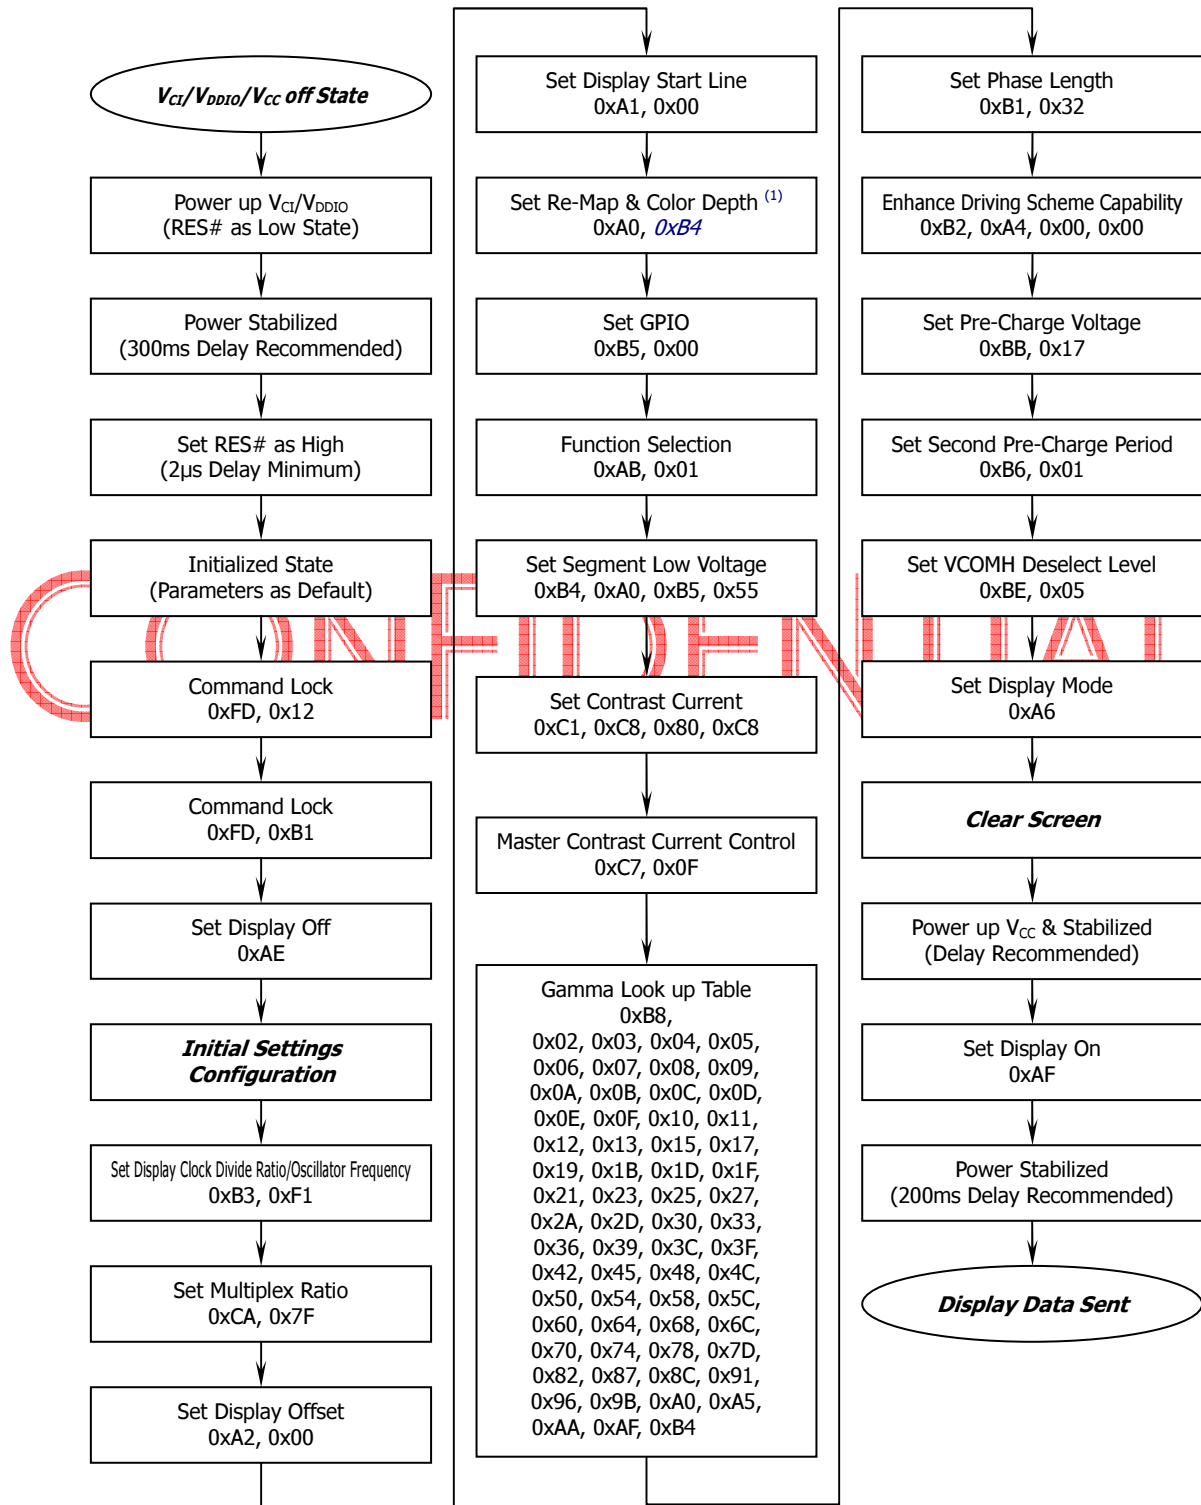 V_CI/V_DDIO/V_CC off State
Power up V_CI/V_DDIO
(RES# as Low State)
Power Stabilized
(300ms Delay Recommended)
Set RES# as High
(2μs Delay Minimum)
Initialized State
(Parameters as Default)
Command Lock
0xFD, 0x12
Command Lock
0xFD, 0xB1
Set Display Off
0xAE
Initial Settings
Configuration
Set Display Clock Divide Ratio/Oscillator Frequency
0xB3, 0xF1
Set Multiplex Ratio
0xCA, 0x7F
Set Display Offset
0xA2, 0x00
Set Display Start Line
0xA1, 0x00
Set Re-Map & Color Depth (1)
0xA0, 0xB4
Set GPIO
0xB5, 0x00
Function Selection
0xAB, 0x01
Set Segment Low Voltage
0xB4, 0xA0, 0xB5, 0x55
Set Contrast Current
0xC1, 0xC8, 0x80, 0xC8
Master Contrast Current Control
0xC7, 0x0F
Gamma Look up Table
0xB8,
0x02, 0x03, 0x04, 0x05,
0x06, 0x07, 0x08, 0x09,
0x0A, 0x0B, 0x0C, 0x0D,
0x0E, 0x0F, 0x10, 0x11,
0x12, 0x13, 0x15, 0x17,
0x19, 0x1B, 0x1D, 0x1F,
0x21, 0x23, 0x25, 0x27,
0x2A, 0x2D, 0x30, 0x33,
0x36, 0x39, 0x3C, 0x3F,
0x42, 0x45, 0x48, 0x4C,
0x50, 0x54, 0x58, 0x5C,
0x60, 0x64, 0x68, 0x6C,
0x70, 0x74, 0x78, 0x7D,
0x82, 0x87, 0x8C, 0x91,
0x96, 0x9B, 0xA0, 0xA5,
0xAA, 0xAF, 0xB4
Set Phase Length
0xB1, 0x32
Enhance Driving Scheme Capability
0xB2, 0xA4, 0x00, 0x00
Set Pre-Charge Voltage
0xBB, 0x17
Set Second Pre-Charge Period
0xB6, 0x01
Set VCOMH Deselect Level
0xBE, 0x05
Set Display Mode
0xA6
Clear Screen
Power up V_CC & Stabilized
(Delay Recommended)
Set Display On
0xAF
Power Stabilized
(200ms Delay Recommended)
Display Data Sent
CONFIDENTIAL